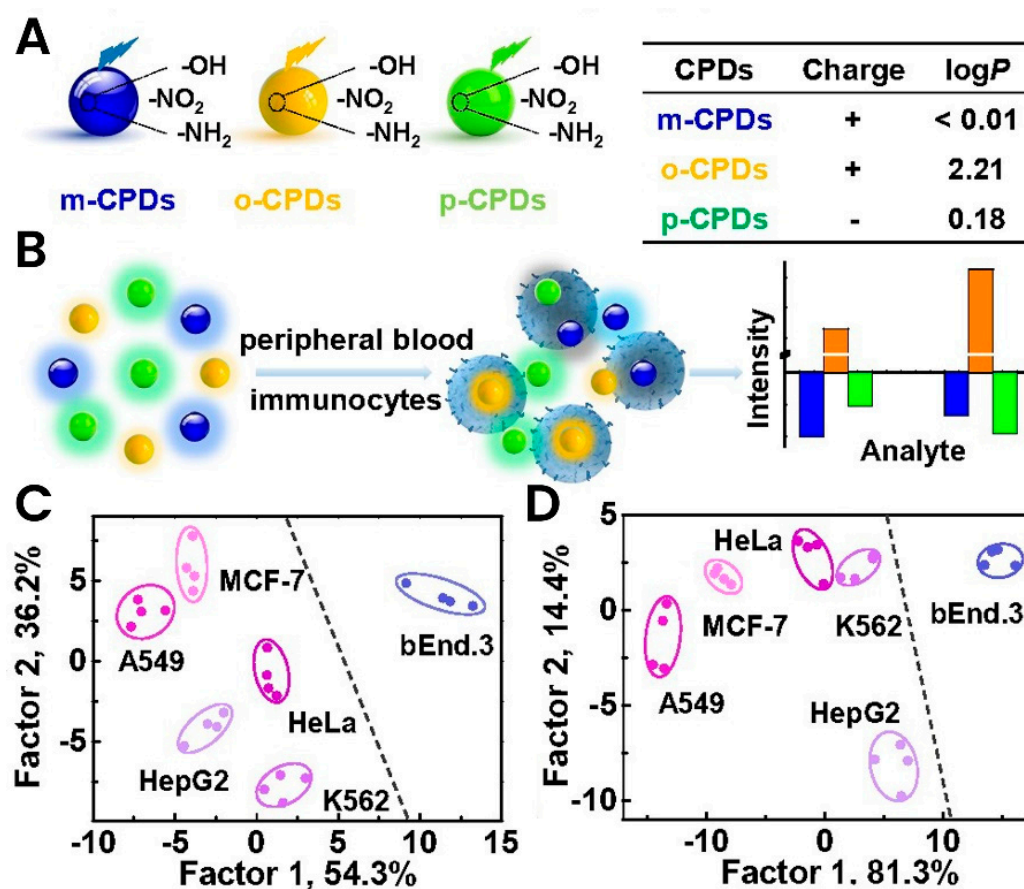 A
-OH
-NO2
-NH2
m-CPDs
-OH
-NO2
-NH2
o-CPDs
-OH
-NO2
-NH2
p-CPDs
CPDs Charge logP
m-CPDs + < 0.01
o-CPDs + 2.21
p-CPDs - 0.18
B
peripheral blood
immunocytes
Intensity
Analyte
C
Factor 2, 36.2%
5
0
-5
-10 -5 0 5 10 15
Factor 1, 54.3%
MCF-7
A549
bEnd.3
HeLa
HepG2
K562
D
Factor 2, 14.4%
5
0
-5
-10
-10 0 10
Factor 1. 81.3%
HeLa
MCF-7
K562
bEnd.3
A549
HepG2